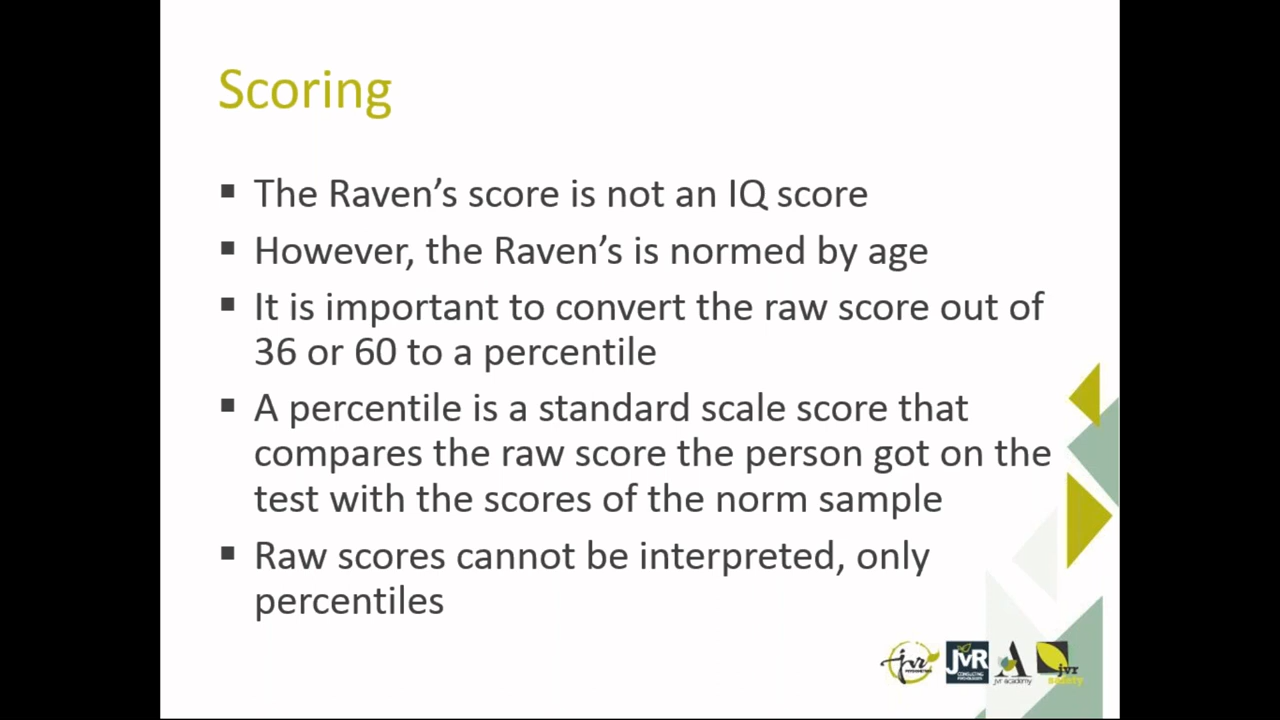 Scoring
▪ The Raven's score is not an IQ score
▪ However, the Raven's is normed by age
▪ It is important to convert the raw score out of
36 or 60 to a percentile
▪ A percentile is a standard scale score that
compares the raw score the person got on the
test with the scores of the norm sample
▪ Raw scores cannot be interpreted, only
percentiles
jvr
JvR
A
jvr academy
jvr
safety